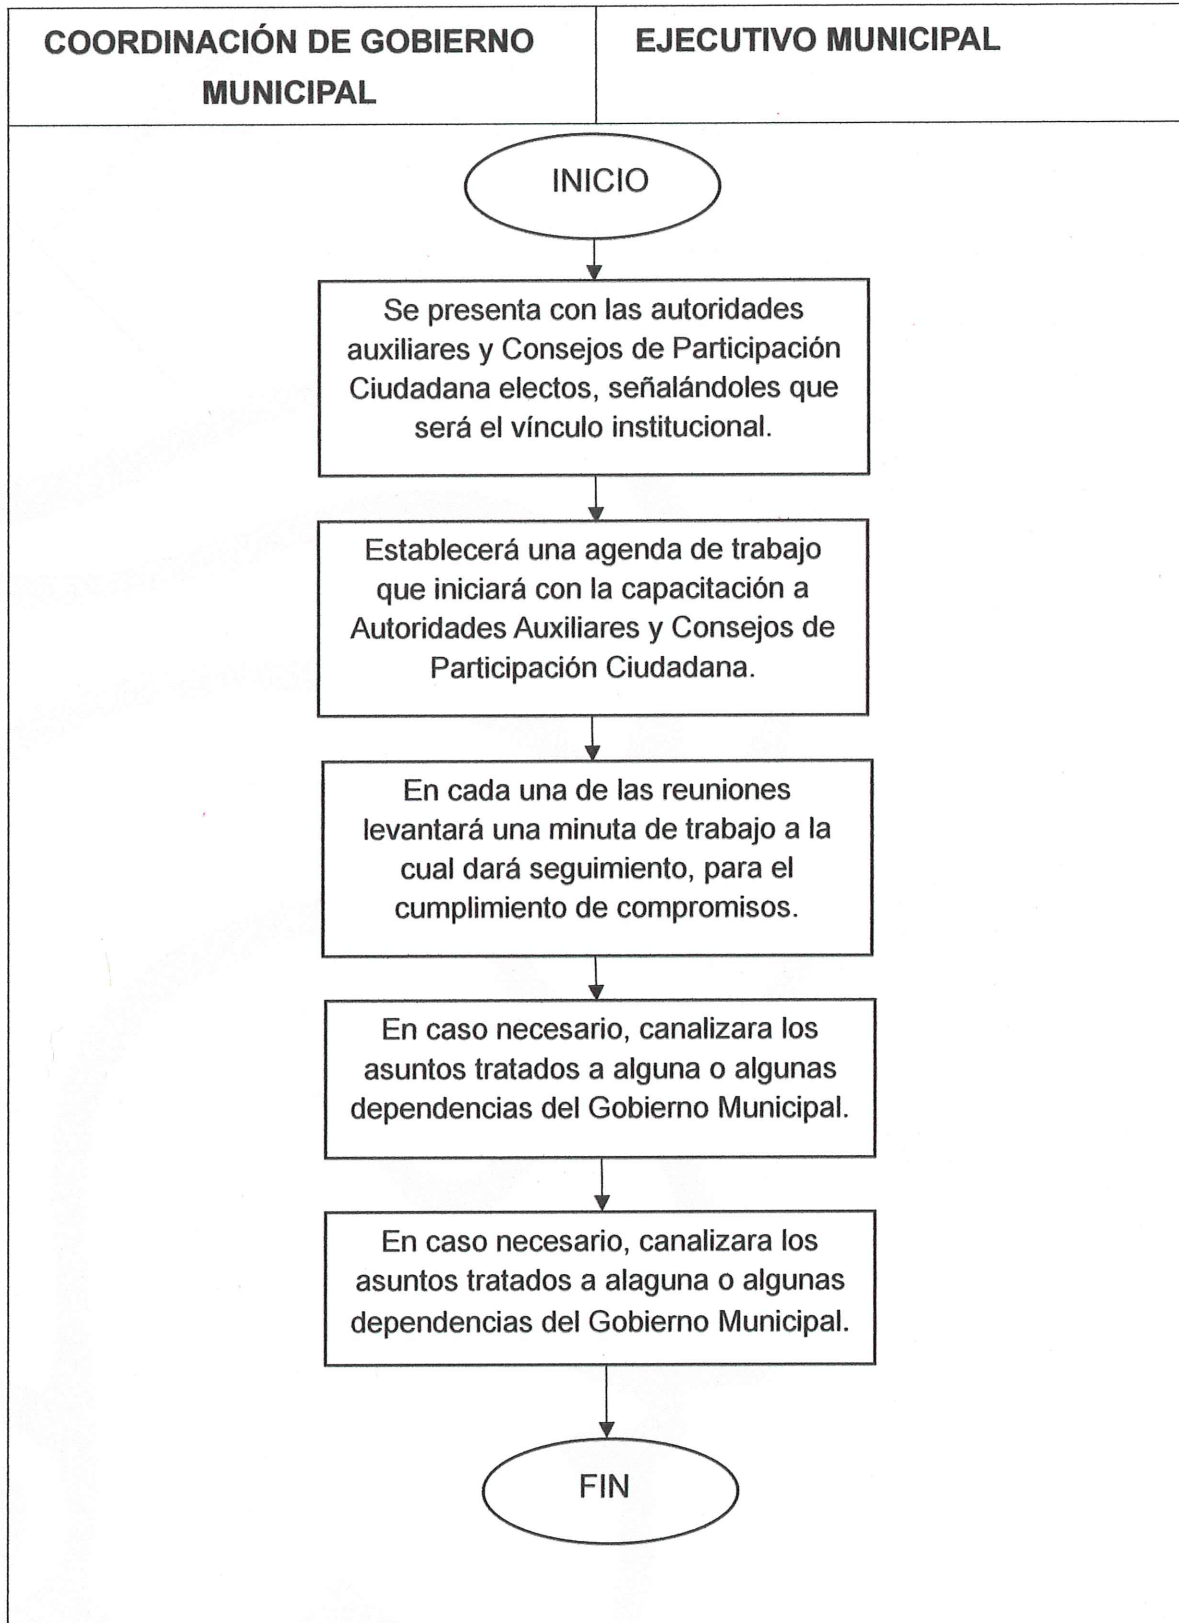 COORDINACIÓN DE GOBIERNO
MUNICIPAL
EJECUTIVO MUNICIPAL
INICIO
Se presenta con las autoridades
auxiliares y Consejos de Participación
Ciudadana electos, señalándoles que
será el vínculo institucional.
Establecerá una agenda de trabajo
que iniciará con la capacitación a
Autoridades Auxiliares y Consejos de
Participación Ciudadana.
En cada una de las reuniones
levantará una minuta de trabajo a la
cual dará seguimiento, para el
cumplimiento de compromisos.
En caso necesario, canalizara los
asuntos tratados a alguna o algunas
dependencias del Gobierno Municipal.
En caso necesario, canalizara los
asuntos tratados a alaguna o algunas
dependencias del Gobierno Municipal.
FIN